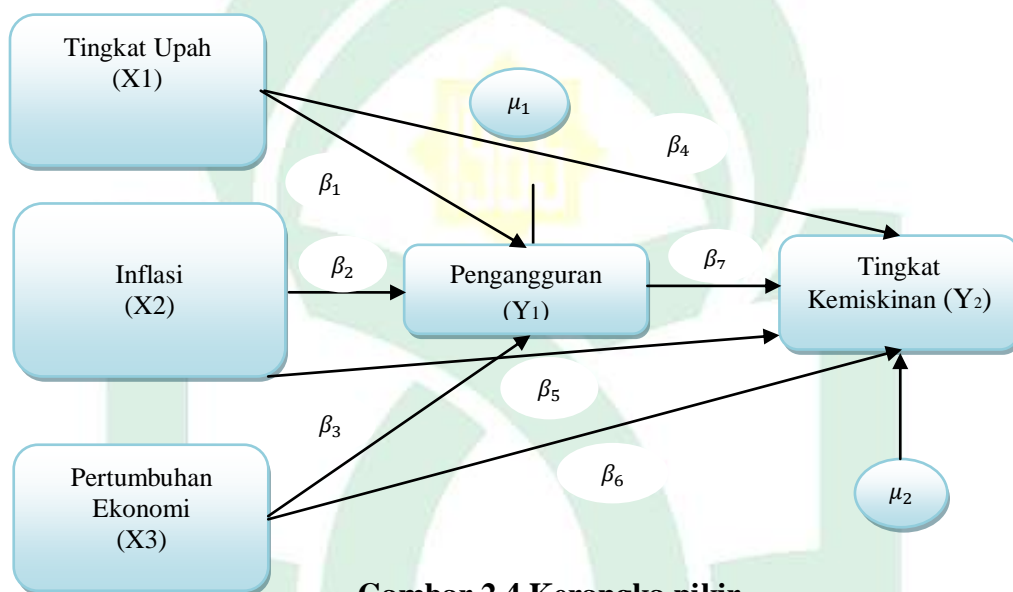 Tingkat Upah
(X1)
μ₁
β₄
β₁
Inflasi
(X2)
β₂
Pengangguran
(Y1)
β₇
Tingkat
Kemiskinan (Y2)
β₅
β₃
β₆
Pertumbuhan
Ekonomi
(X3)
μ₂
Gambar 2.4 Kerangka pikir